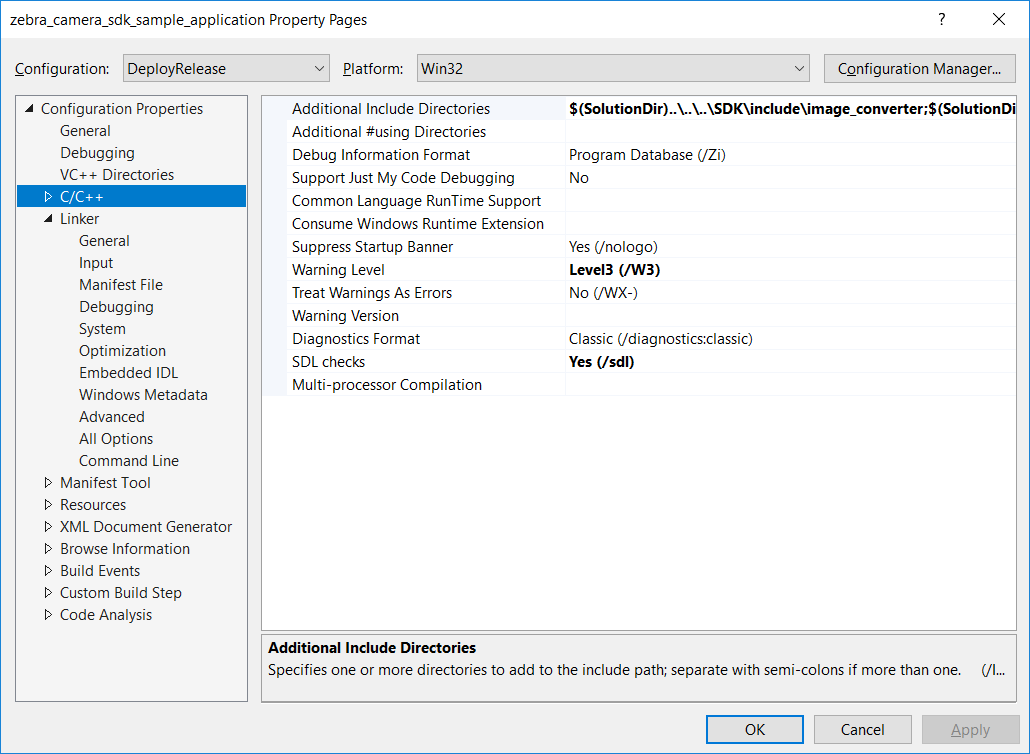 zebra_camera_sdk_sample_application Property Pages
?
Configuration: DeployRelease Platform: Win32 Configuration Manager...
Configuration Properties
General
Debugging
VC++ Directories
C/C++
Linker
General
Input
Manifest File
Debugging
System
Optimization
Embedded IDL
Windows Metadata
Advanced
All Options
Command Line
Manifest Tool
Resources
XML Document Generator
Browse Information
Build Events
Custom Build Step
Code Analysis
Additional Include Directories $(SolutionDir)..\..\..\SDK\include\image_converter;$(SolutionDi
Additional #using Directories
Debug Information Format Program Database (/Zi)
Support Just My Code Debugging No
Common Language RunTime Support
Consume Windows Runtime Extension
Suppress Startup Banner Yes (/nologo)
Warning Level Level3 (/W3)
Treat Warnings As Errors No (/WX-)
Warning Version
Diagnostics Format Classic (/diagnostics:classic)
SDL checks Yes (/sdl)
Multi-processor Compilation
Additional Include Directories
Specifies one or more directories to add to the include path; separate with semi-colons if more than one. (/I...
OK Cancel Apply